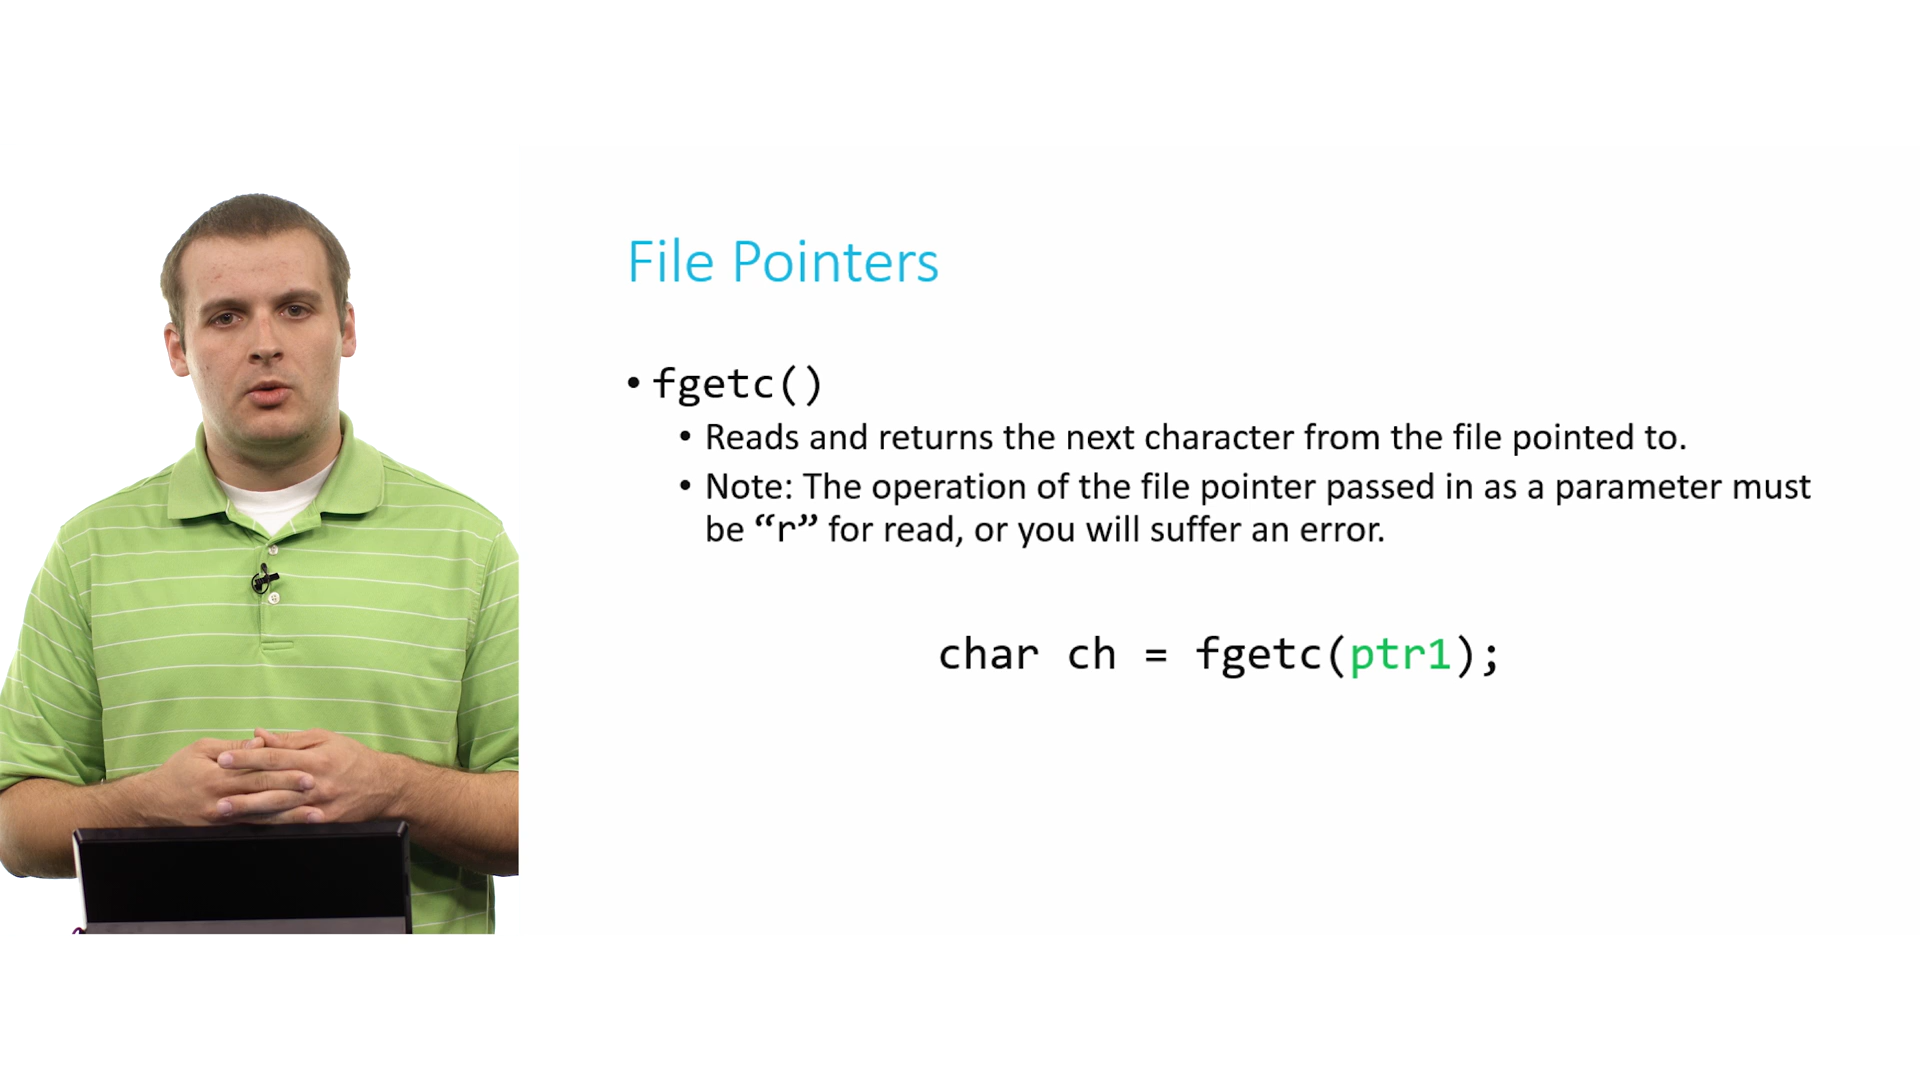 File Pointers
• fgetc()
• Reads and returns the next character from the file pointed to.
• Note: The operation of the file pointer passed in as a parameter must
be “r” for read, or you will suffer an error.
char ch = fgetc(ptr1);